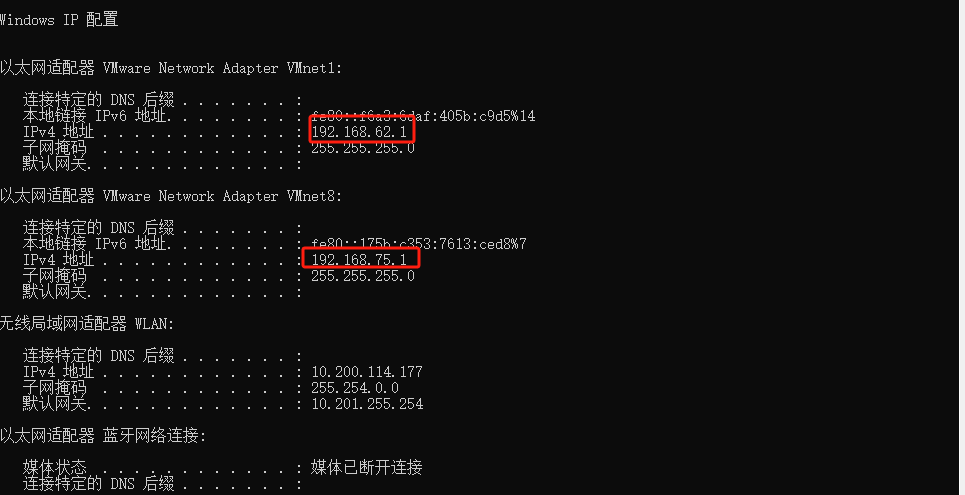 Windows IP 配置
以太网适配器 VMware Network Adapter VMnet1:
连接特定的 DNS 后缀 . . . . . . . :
本地链接 IPv6 地址. . . . . . . . : fe80::f6a3:6daf:405b:c9d5%14
IPv4 地址 . . . . . . . . . . . . : 192.168.62.1
子网掩码 . . . . . . . . . . . . : 255.255.255.0
默认网关. . . . . . . . . . . . . :
以太网适配器 VMware Network Adapter VMnet8:
连接特定的 DNS 后缀 . . . . . . . :
本地链接 IPv6 地址. . . . . . . . : fe80::175b:c353:7613:ced8%7
IPv4 地址 . . . . . . . . . . . . : 192.168.75.1
子网掩码 . . . . . . . . . . . . : 255.255.255.0
默认网关. . . . . . . . . . . . . :
无线局域网适配器 WLAN:
连接特定的 DNS 后缀 . . . . . . . :
IPv4 地址 . . . . . . . . . . . . : 10.200.114.177
子网掩码 . . . . . . . . . . . . : 255.254.0.0
默认网关. . . . . . . . . . . . . : 10.201.255.254
以太网适配器 蓝牙网络连接:
媒体状态 . . . . . . . . . . . . : 媒体已断开连接
连接特定的 DNS 后缀 . . . . . . . :